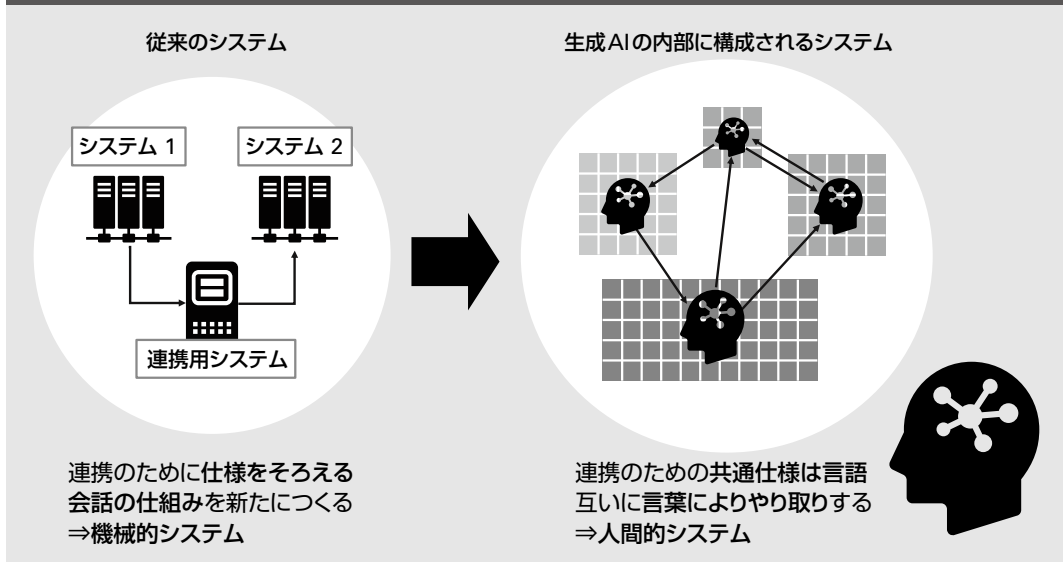 従来のシステム
生成AIの内部に構成されるシステム
システム 1
システム 2
連携用システム
連携のために仕様をそろえる
会話の仕組みを新たにつくる
⇒機械的システム
連携のための共通仕様は言語
互いに言葉によりやり取りする
⇒人間的システム